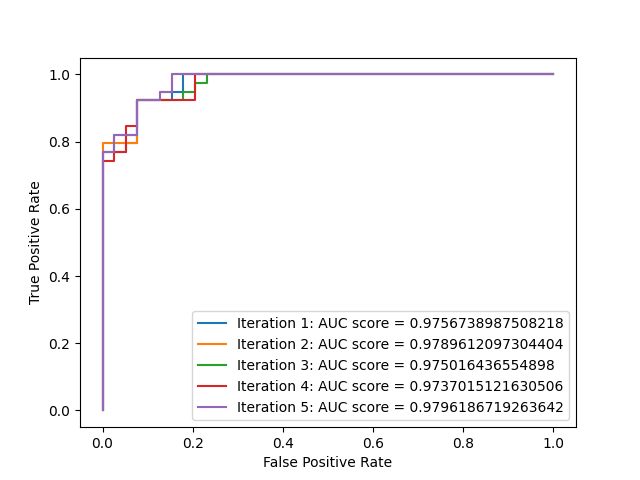 1.0
0.8
0.6
0.4
0.2
0.0
True Positive Rate
Iteration 1: AUC score = 0.9756738987508218
Iteration 2: AUC score = 0.9789612097304404
Iteration 3: AUC score = 0.975016436554898
Iteration 4: AUC score = 0.9737015121630506
Iteration 5: AUC score = 0.9796186719263642
0.0 0.2 0.4 0.6 0.8 1.0
False Positive Rate